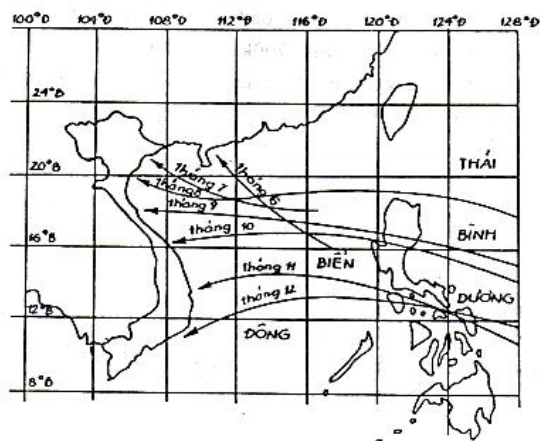 100°Đ 104°Đ 108°Đ 112°Đ 116°Đ 120°Đ 124°Đ 128°Đ
24°B
20°B
16°B
12°B
8°B
THÁI
BÌNH
DƯƠNG
BIỂN
ĐÔNG
tháng 6
tháng 7
tháng 8
tháng 9
tháng 10
tháng 11
tháng 12